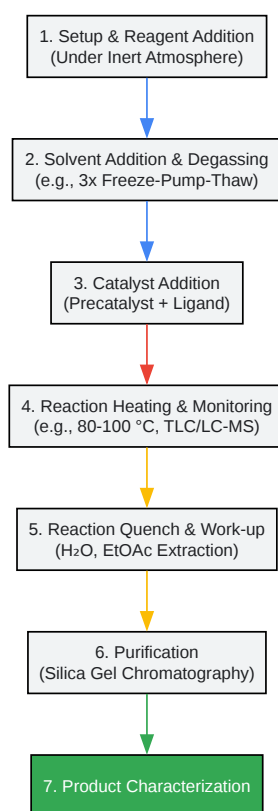 1. Setup & Reagent Addition
(Under Inert Atmosphere)
2. Solvent Addition & Degassing
(e.g., 3x Freeze-Pump-Thaw)
3. Catalyst Addition
(Precatalyst + Ligand)
4. Reaction Heating & Monitoring
(e.g., 80-100 °C, TLC/LC-MS)
5. Reaction Quench & Work-up
(H₂O, EtOAc Extraction)
6. Purification
(Silica Gel Chromatography)
7. Product Characterization